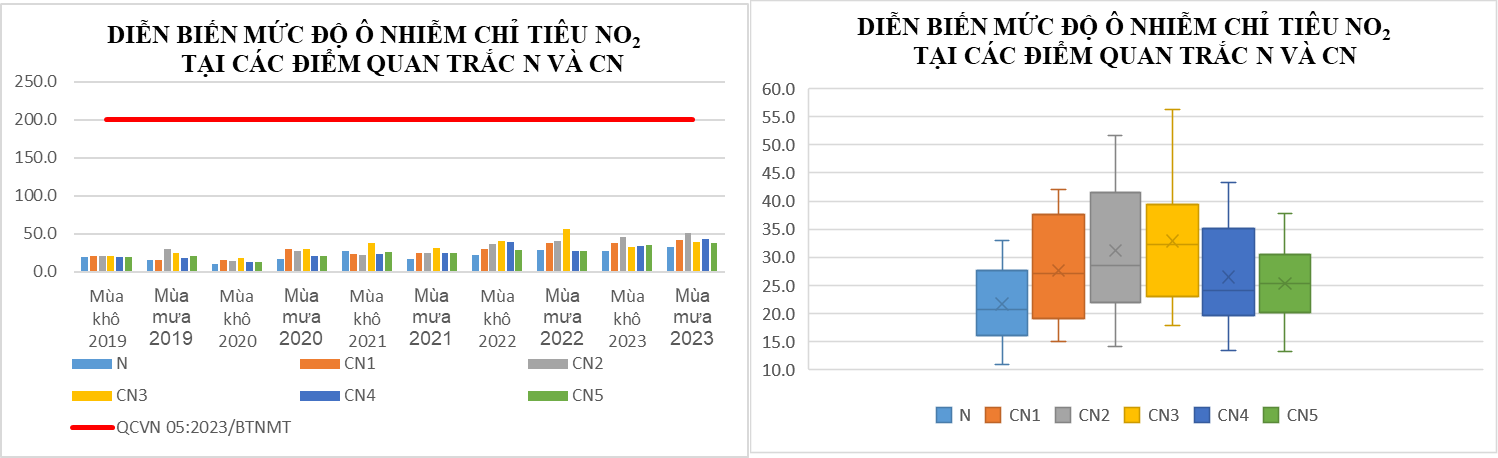 DIỄN BIẾN MỨC ĐỘ Ô NHIỄM CHỈ TIÊU NO₂
TẠI CÁC ĐIỂM QUAN TRẮC N VÀ CN
250.0
200.0
150.0
100.0
50.0
0.0
Mùa khô 2019
Mùa mưa 2019
Mùa khô 2020
Mùa mưa 2020
Mùa khô 2021
Mùa mưa 2021
Mùa khô 2022
Mùa mưa 2022
Mùa khô 2023
Mùa mưa 2023
N CN1 CN2
CN3 CN4 CN5
QCVN 05:2023/BTNMT
DIỄN BIẾN MỨC ĐỘ Ô NHIỄM CHỈ TIÊU NO₂
TẠI CÁC ĐIỂM QUAN TRẮC N VÀ CN
60.0
55.0
50.0
45.0
40.0
35.0
30.0
25.0
20.0
15.0
10.0
N CN1 CN2 CN3 CN4 CN5